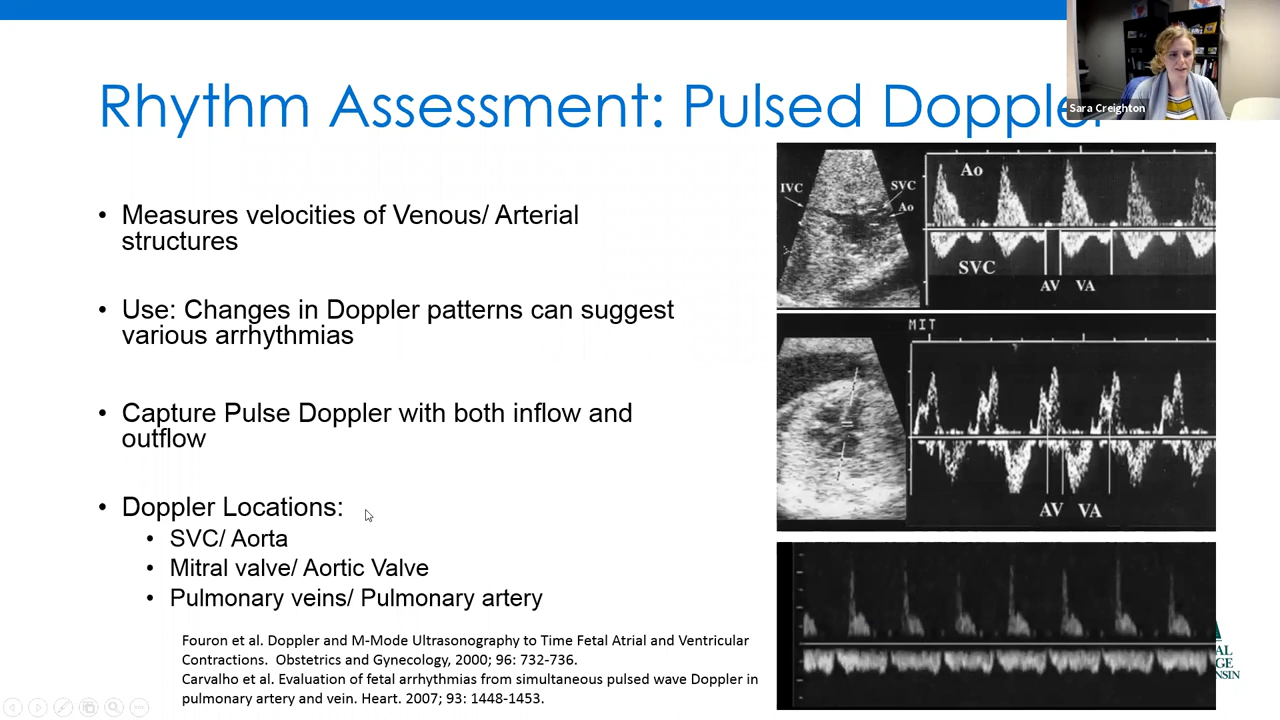 Rhythm Assessment: Pulsed Doppler
Sara Creighton
• Measures velocities of Venous/ Arterial
structures
• Use: Changes in Doppler patterns can suggest
various arrhythmias
• Capture Pulse Doppler with both inflow and
outflow
• Doppler Locations:
• SVC/ Aorta
• Mitral valve/ Aortic Valve
• Pulmonary veins/ Pulmonary artery
Fouron et al. Doppler and M-Mode Ultrasonography to Time Fetal Atrial and Ventricular
Contractions. Obstetrics and Gynecology, 2000; 96: 732-736.
Carvalho et al. Evaluation of fetal arrhythmias from simultaneous pulsed wave Doppler in
pulmonary artery and vein. Heart. 2007; 93: 1448-1453.
IVC
SVC
Ao
Ao
SVC
AV VA
MIT
AV VA
AL
GE
NSIN